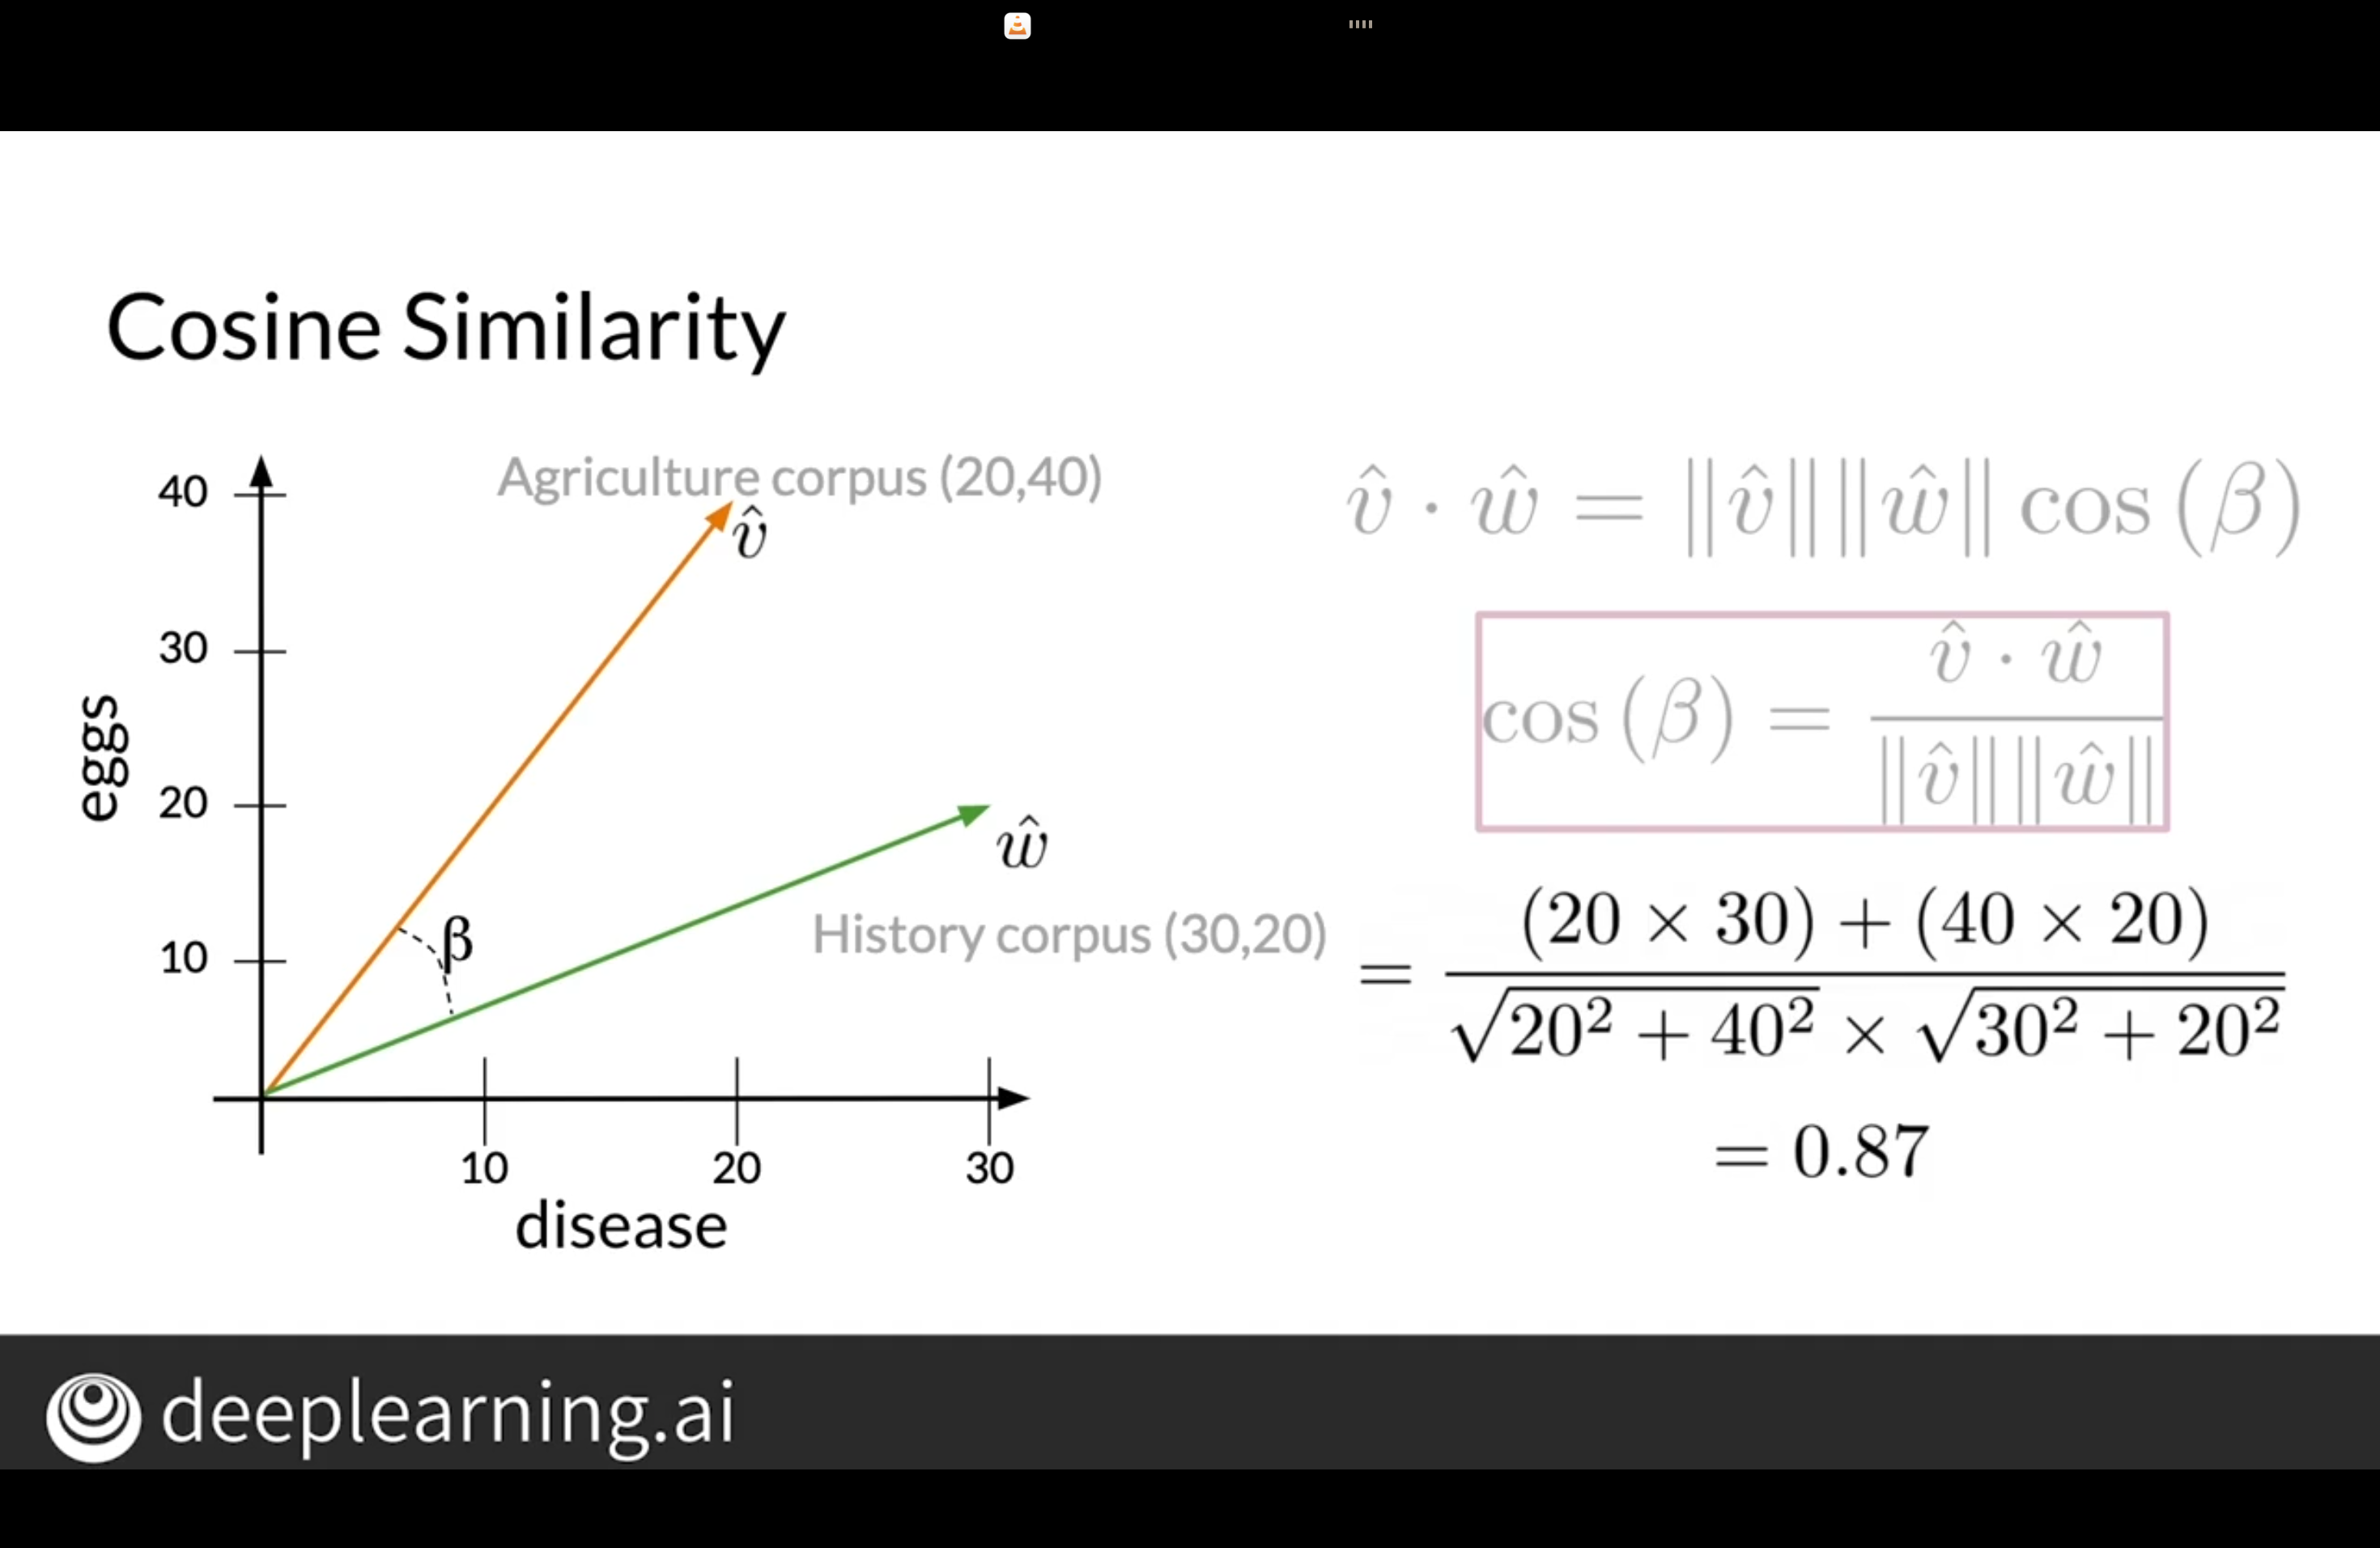 Cosine Similarity
Agriculture corpus (20,40)
v̂
ŵ
History corpus (30,20)
β
eggs
40
30
20
10
10 20 30
disease
v̂ · ŵ = ||v̂|| ||ŵ|| cos (β)
cos (β) = v̂ · ŵ / ||v̂|| ||ŵ||
= (20 × 30) + (40 × 20) / √20² + 40² × √30² + 20²
= 0.87
deeplearning.ai